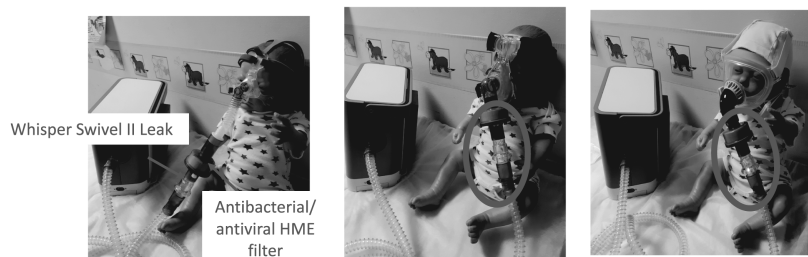 Whisper Swivel II Leak
Antibacterial/
antiviral HME
filter